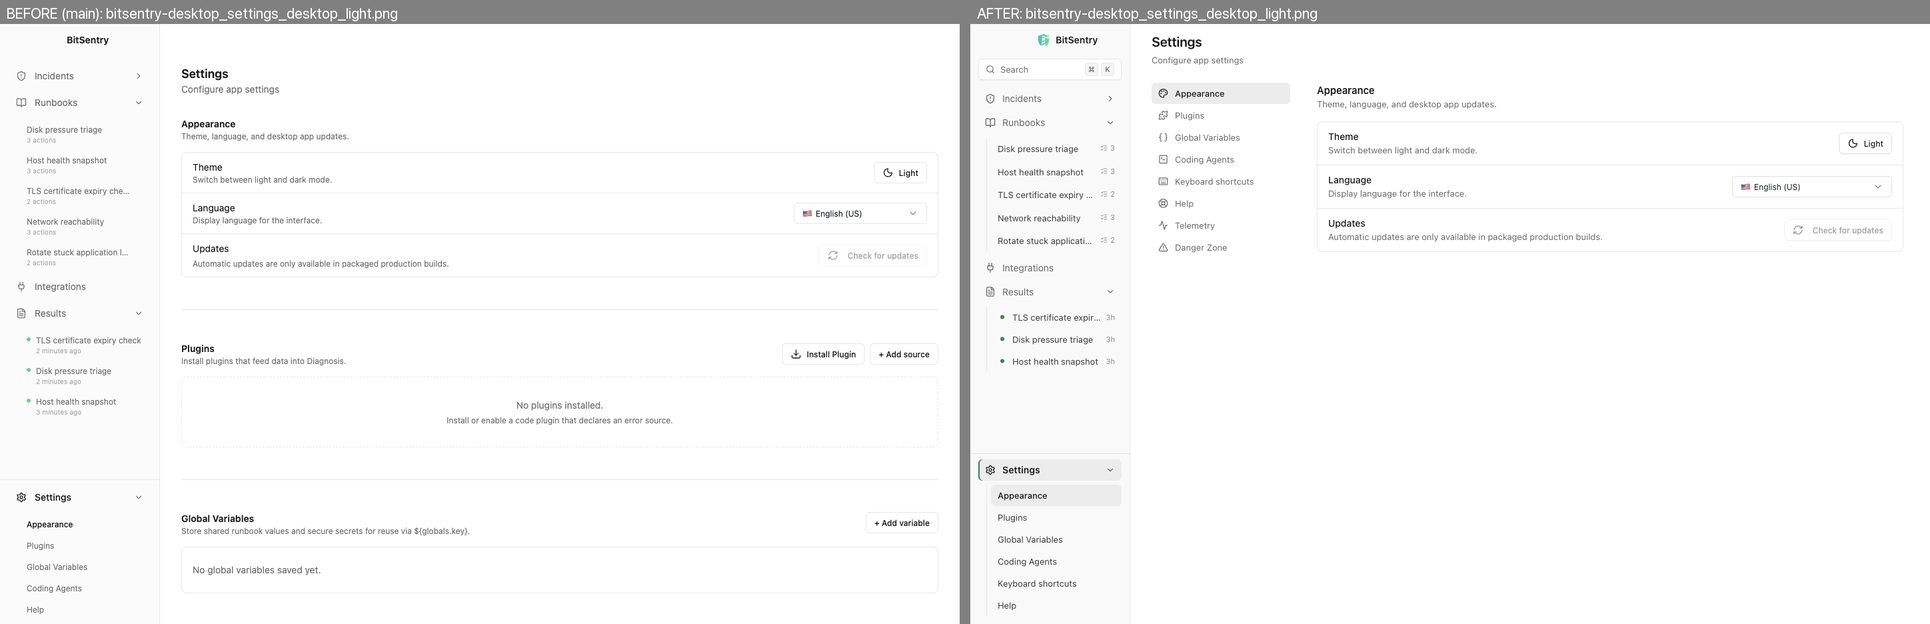 BEFORE (main): bitsentry-desktop_settings_desktop_light.png
BitSentry
Incidents
Runbooks
Disk pressure triage
3 actions
Host health snapshot
3 actions
TLS certificate expiry che...
2 actions
Network reachability
3 actions
Rotate stuck application l...
2 actions
Integrations
Results
TLS certificate expiry check
2 minutes ago
Disk pressure triage
2 minutes ago
Host health snapshot
3 minutes ago
Settings
Appearance
Plugins
Global Variables
Coding Agents
Help
Settings
Configure app settings
Appearance
Theme, language, and desktop app updates.
Theme
Switch between light and dark mode.
Light
Language
Display language for the interface.
English (US)
Updates
Automatic updates are only available in packaged production builds.
Check for updates
Plugins
Install plugins that feed data into Diagnosis.
Install Plugin
+ Add source
No plugins installed.
Install or enable a code plugin that declares an error source.
Global Variables
Store shared runbook values and secure secrets for reuse via ${globals.key}.
+ Add variable
No global variables saved yet.
AFTER: bitsentry-desktop_settings_desktop_light.png
BitSentry
Search ⌘ K
Incidents
Runbooks
Disk pressure triage 3
Host health snapshot 3
TLS certificate expiry ... 2
Network reachability 3
Rotate stuck applicati... 2
Integrations
Results
TLS certificate expir... 3h
Disk pressure triage 3h
Host health snapshot 3h
Settings
Appearance
Plugins
Global Variables
Coding Agents
Keyboard shortcuts
Help
Settings
Configure app settings
Appearance
Plugins
Global Variables
Coding Agents
Keyboard shortcuts
Help
Telemetry
Danger Zone
Appearance
Theme, language, and desktop app updates.
Theme
Switch between light and dark mode.
Light
Language
Display language for the interface.
English (US)
Updates
Automatic updates are only available in packaged production builds.
Check for updates